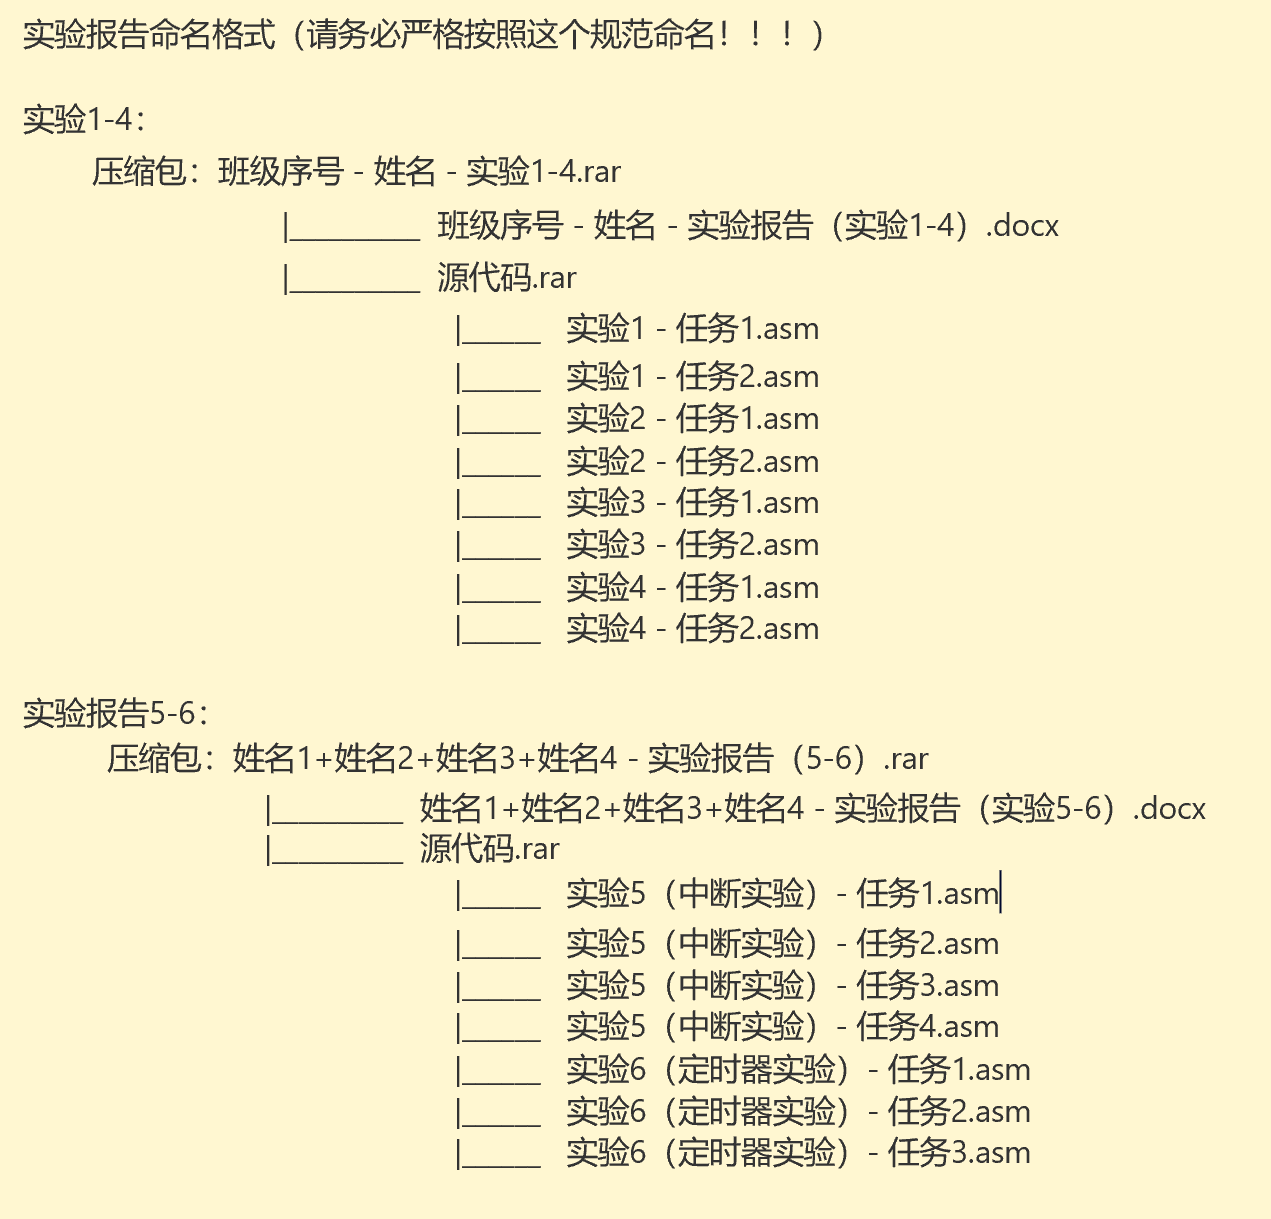 实验报告命名格式（请务必严格按照这个规范命名！！！）
实验1-4：
压缩包：班级序号 - 姓名 - 实验1-4.rar
|________ 班级序号 - 姓名 - 实验报告（实验1-4）.docx
|________ 源代码.rar
|_____ 实验1 - 任务1.asm
|_____ 实验1 - 任务2.asm
|_____ 实验2 - 任务1.asm
|_____ 实验2 - 任务2.asm
|_____ 实验3 - 任务1.asm
|_____ 实验3 - 任务2.asm
|_____ 实验4 - 任务1.asm
|_____ 实验4 - 任务2.asm
实验报告5-6：
压缩包：姓名1+姓名2+姓名3+姓名4 - 实验报告（5-6）.rar
|________ 姓名1+姓名2+姓名3+姓名4 - 实验报告（实验5-6）.docx
|________ 源代码.rar
|_____ 实验5（中断实验）- 任务1.asm
|_____ 实验5（中断实验）- 任务2.asm
|_____ 实验5（中断实验）- 任务3.asm
|_____ 实验5（中断实验）- 任务4.asm
|_____ 实验6（定时器实验）- 任务1.asm
|_____ 实验6（定时器实验）- 任务2.asm
|_____ 实验6（定时器实验）- 任务3.asm